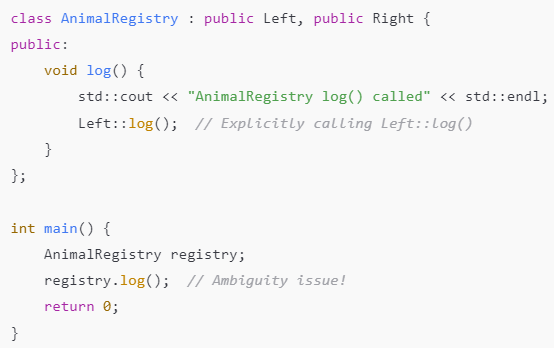 class AnimalRegistry : public Left, public Right {
public:
    void log() {
        std::cout << "AnimalRegistry log() called" << std::endl;
        Left::log();  // Explicitly calling Left::log()
    }
};

int main() {
    AnimalRegistry registry;
    registry.log();  // Ambiguity issue!
    return 0;
}